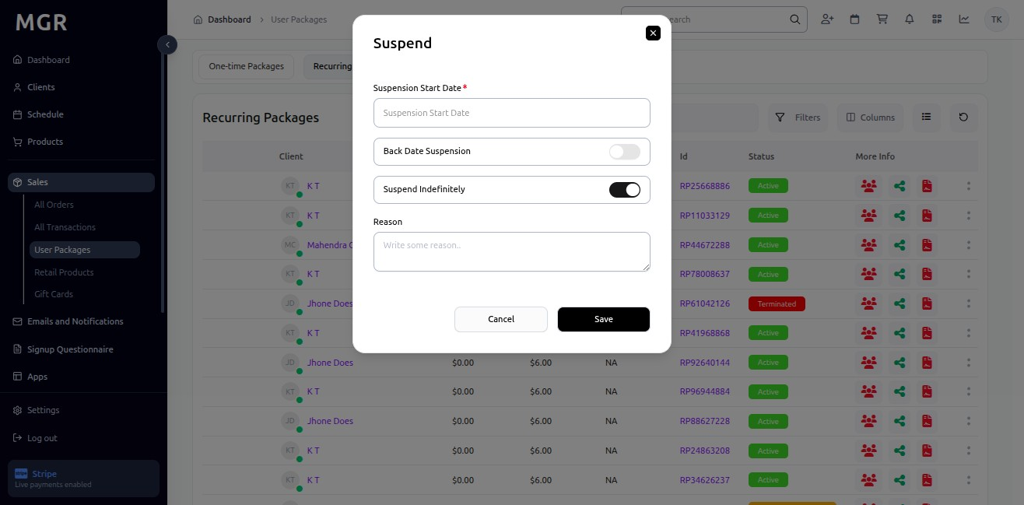 MGR
Dashboard > User Packages
TK
Dashboard
Clients
Schedule
Products
Sales
All Orders
All Transactions
User Packages
Retail Products
Gift Cards
Emails and Notifications
Signup Questionnaire
Apps
Settings
Log out
Stripe
Live payments enabled
One-time Packages
Recurring
Recurring Packages
Filters
Columns
Client
Id
Status
More Info
KT
K T
RP25668886
Active
KT
K T
RP11033129
Active
MC
Mahendra
RP44672288
Active
KT
K T
RP78008637
Active
JD
Jhone Does
RP61042126
Terminated
KT
K T
RP41968868
Active
JD
Jhone Does
$0.00
$6.00
NA
RP92640144
Active
KT
K T
$0.00
$6.00
NA
RP96944884
Active
JD
Jhone Does
$0.00
$6.00
NA
RP88627228
Active
KT
K T
$0.00
$6.00
NA
RP24863208
Active
KT
K T
$0.00
$6.00
NA
RP34626237
Active
Suspend
Suspension Start Date*
Suspension Start Date
Back Date Suspension
Suspend Indefinitely
Reason
Write some reason..
Cancel
Save